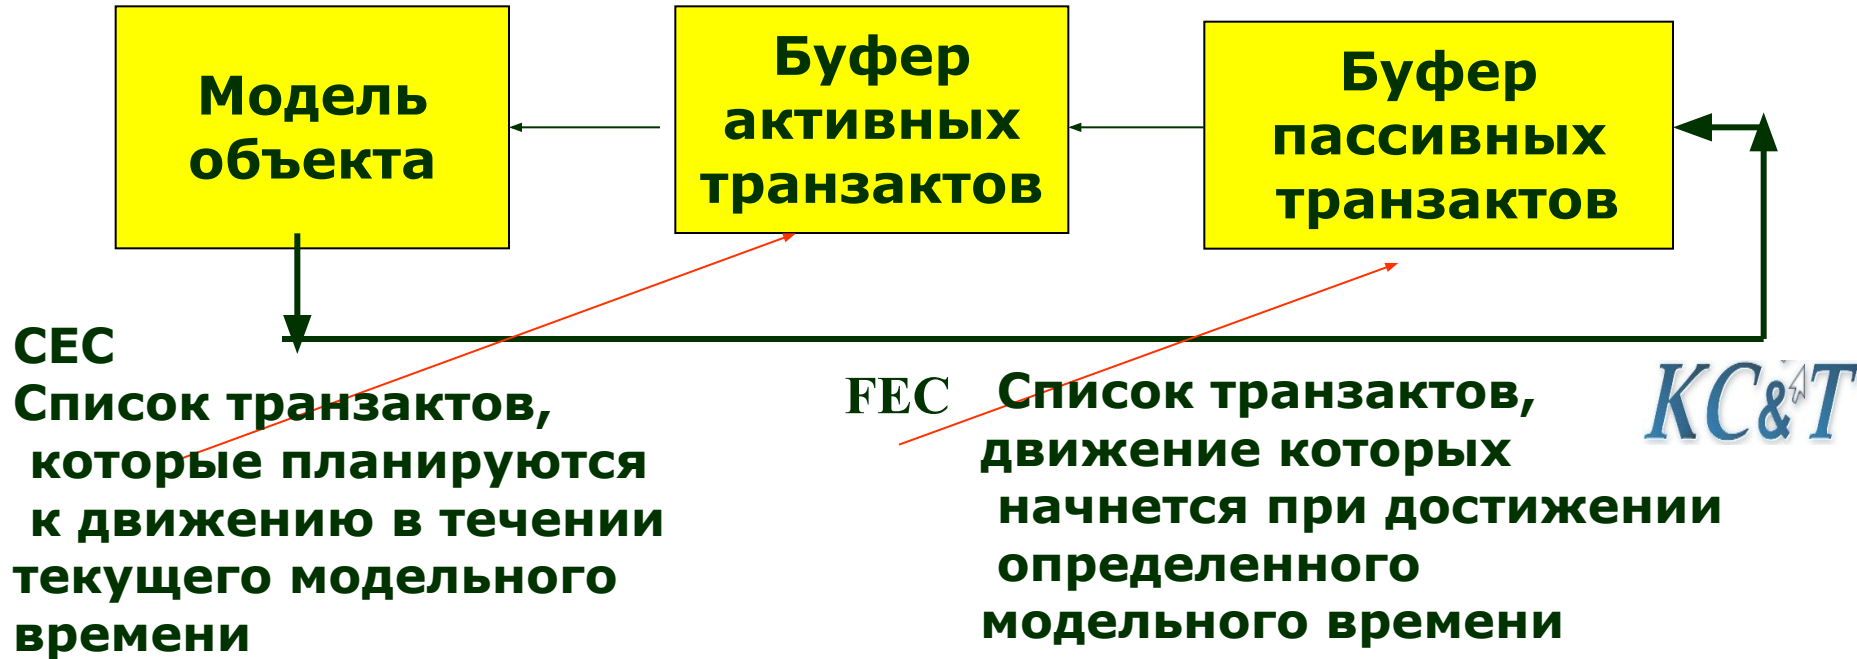 Модель
объекта
Буфер
активных
транзактов
Буфер
пассивных
транзактов
CEC
Список транзактов,
которые планируются
к движению в течении
текущего модельного
времени
FEC Список транзактов,
движение которых
начнется при достижении
определенного
модельного времени
KC&T